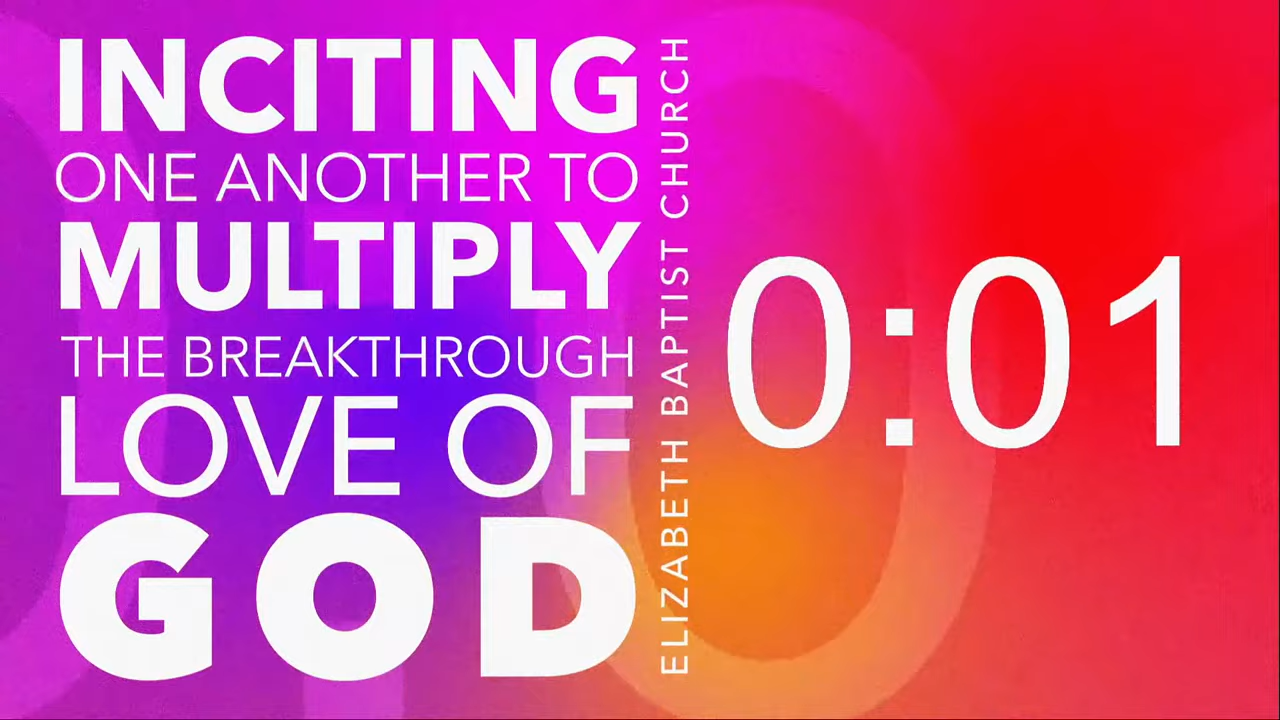 INCITING
ONE ANOTHER TO
MULTIPLY
THE BREAKTHROUGH
LOVE OF
GOD
ELIZABETH BAPTIST CHURCH
0:01